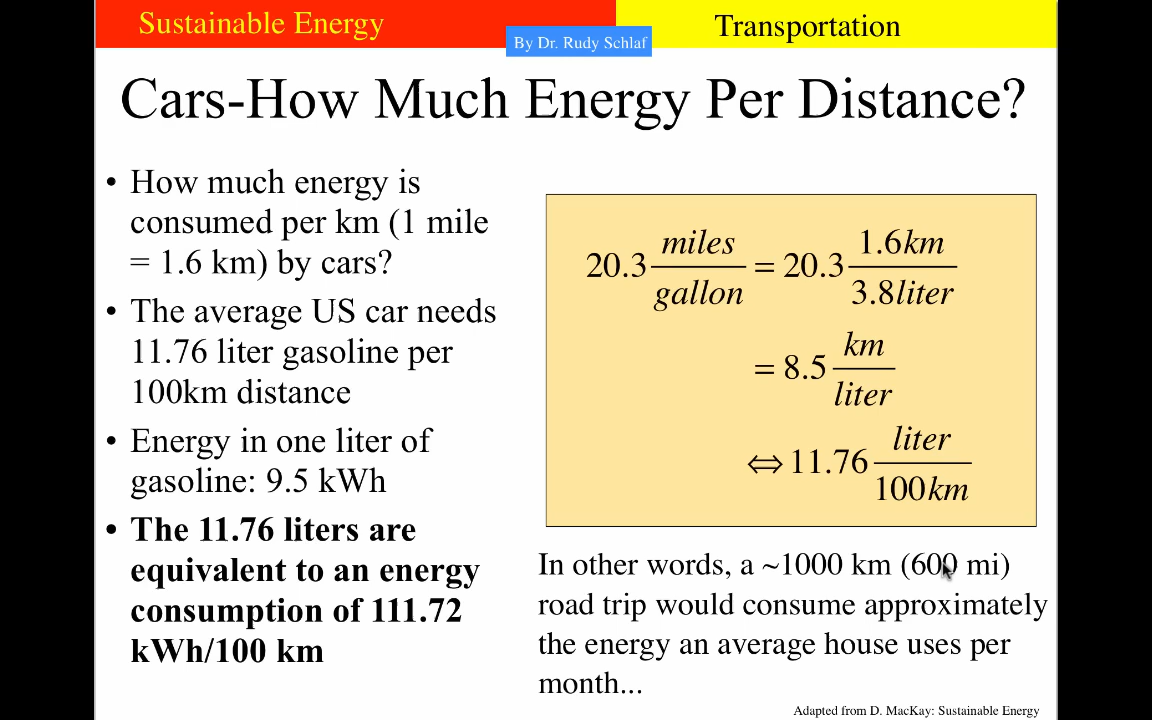 Sustainable Energy
Transportation
By Dr. Rudy Schlaf
Cars-How Much Energy Per Distance?
• How much energy is
consumed per km (1 mile
= 1.6 km) by cars?
• The average US car needs
11.76 liter gasoline per
100km distance
• Energy in one liter of
gasoline: 9.5 kWh
• The 11.76 liters are
equivalent to an energy
consumption of 111.72
kWh/100 km
20.3 miles/gallon = 20.3 1.6km/3.8liter
= 8.5 km/liter
⇔ 11.76 liter/100km
In other words, a ~1000 km (600 mi)
road trip would consume approximately
the energy an average house uses per
month...
Adapted from D. MacKay: Sustainable Energy